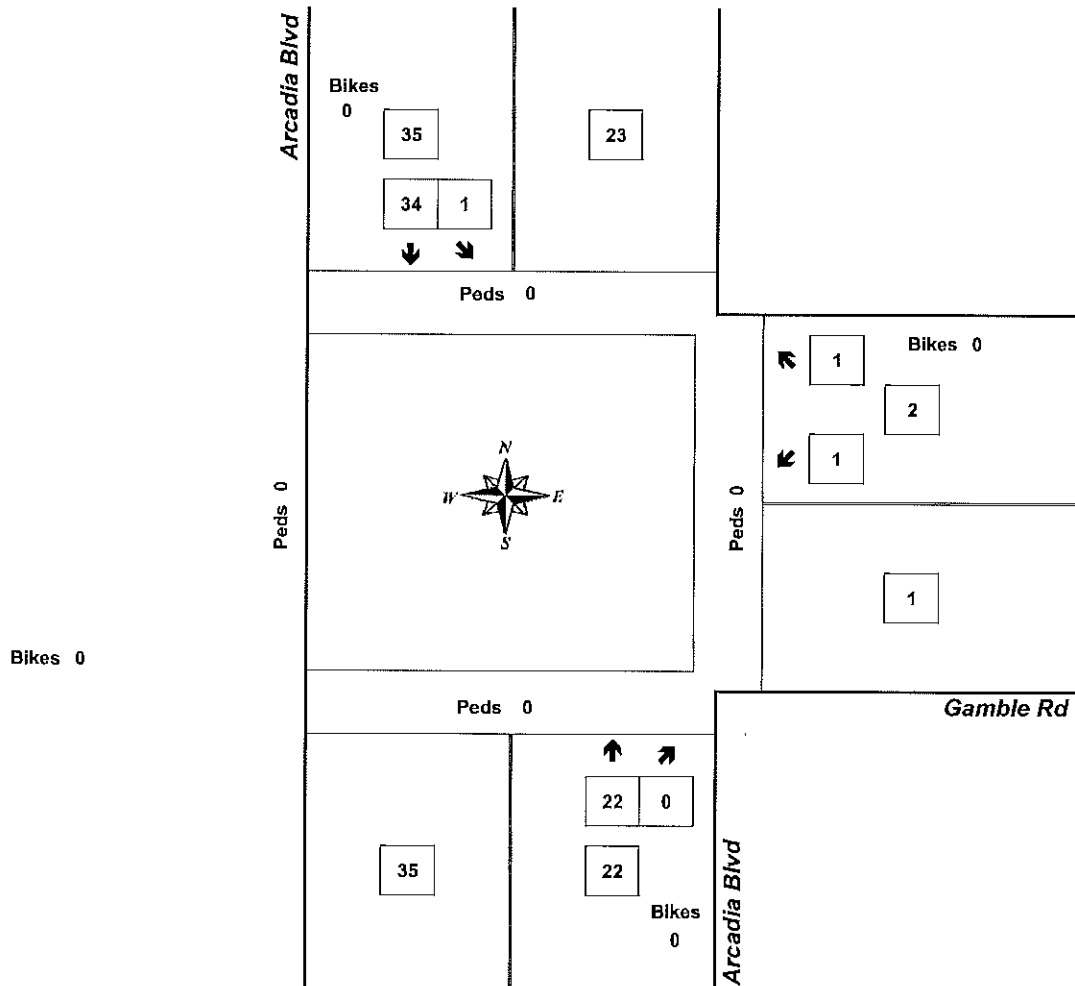 Arcadia Blvd
Bikes
0
35
23
34 1
Peds 0
Bikes 0
1
2
1
N
W E
S
Peds 0
Peds 0
1
Bikes 0
Peds 0
Gamble Rd
22 0
35
22
Bikes
0
Arcadia Blvd